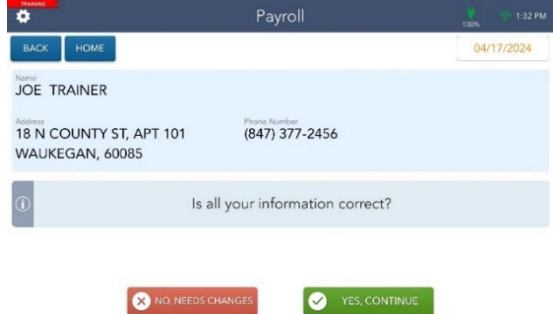 TRAINING
Payroll
100%
1:32 PM
BACK
HOME
04/17/2024
Name
JOE TRAINER
Address
Phone Number
18 N COUNTY ST, APT 101
(847) 377-2456
WAUKEGAN, 60085
Is all your information correct?
NO, NEEDS CHANGES
YES, CONTINUE